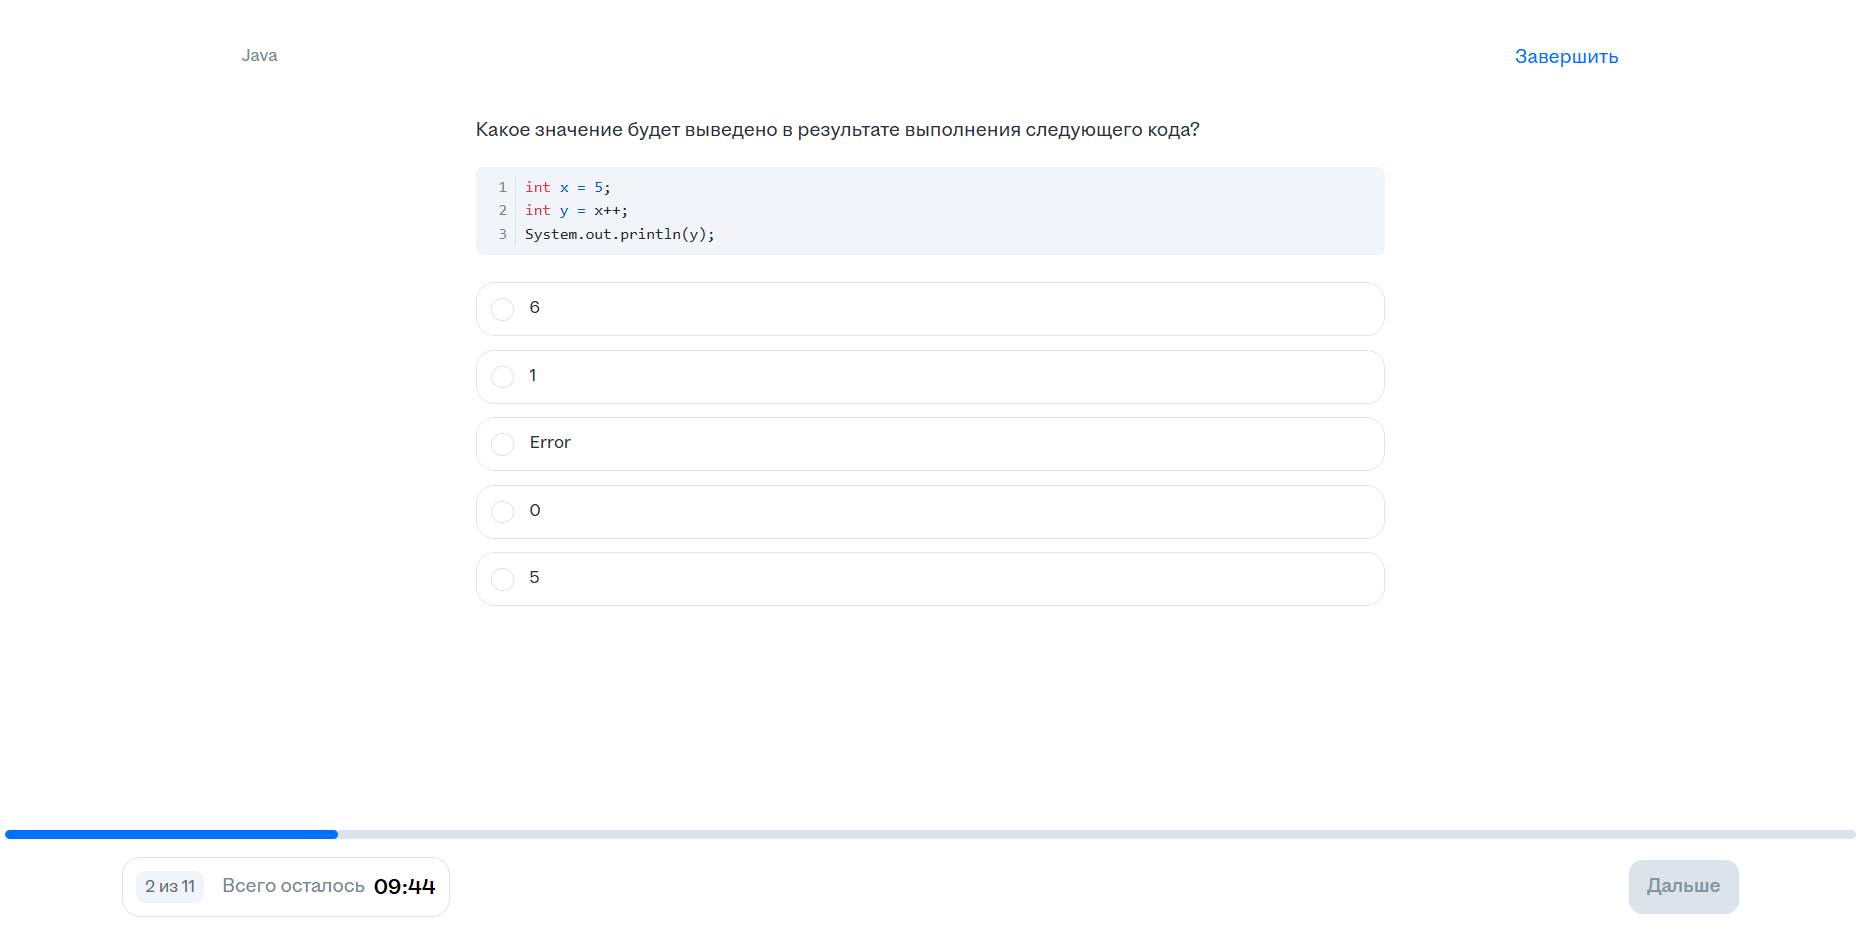 Java
Завершить
Какое значение будет выведено в результате выполнения следующего кода?
1 int x = 5;
2 int y = x++;
3 System.out.println(y);
6
1
Error
0
5
2 из 11 Всего осталось 09:44
Дальше